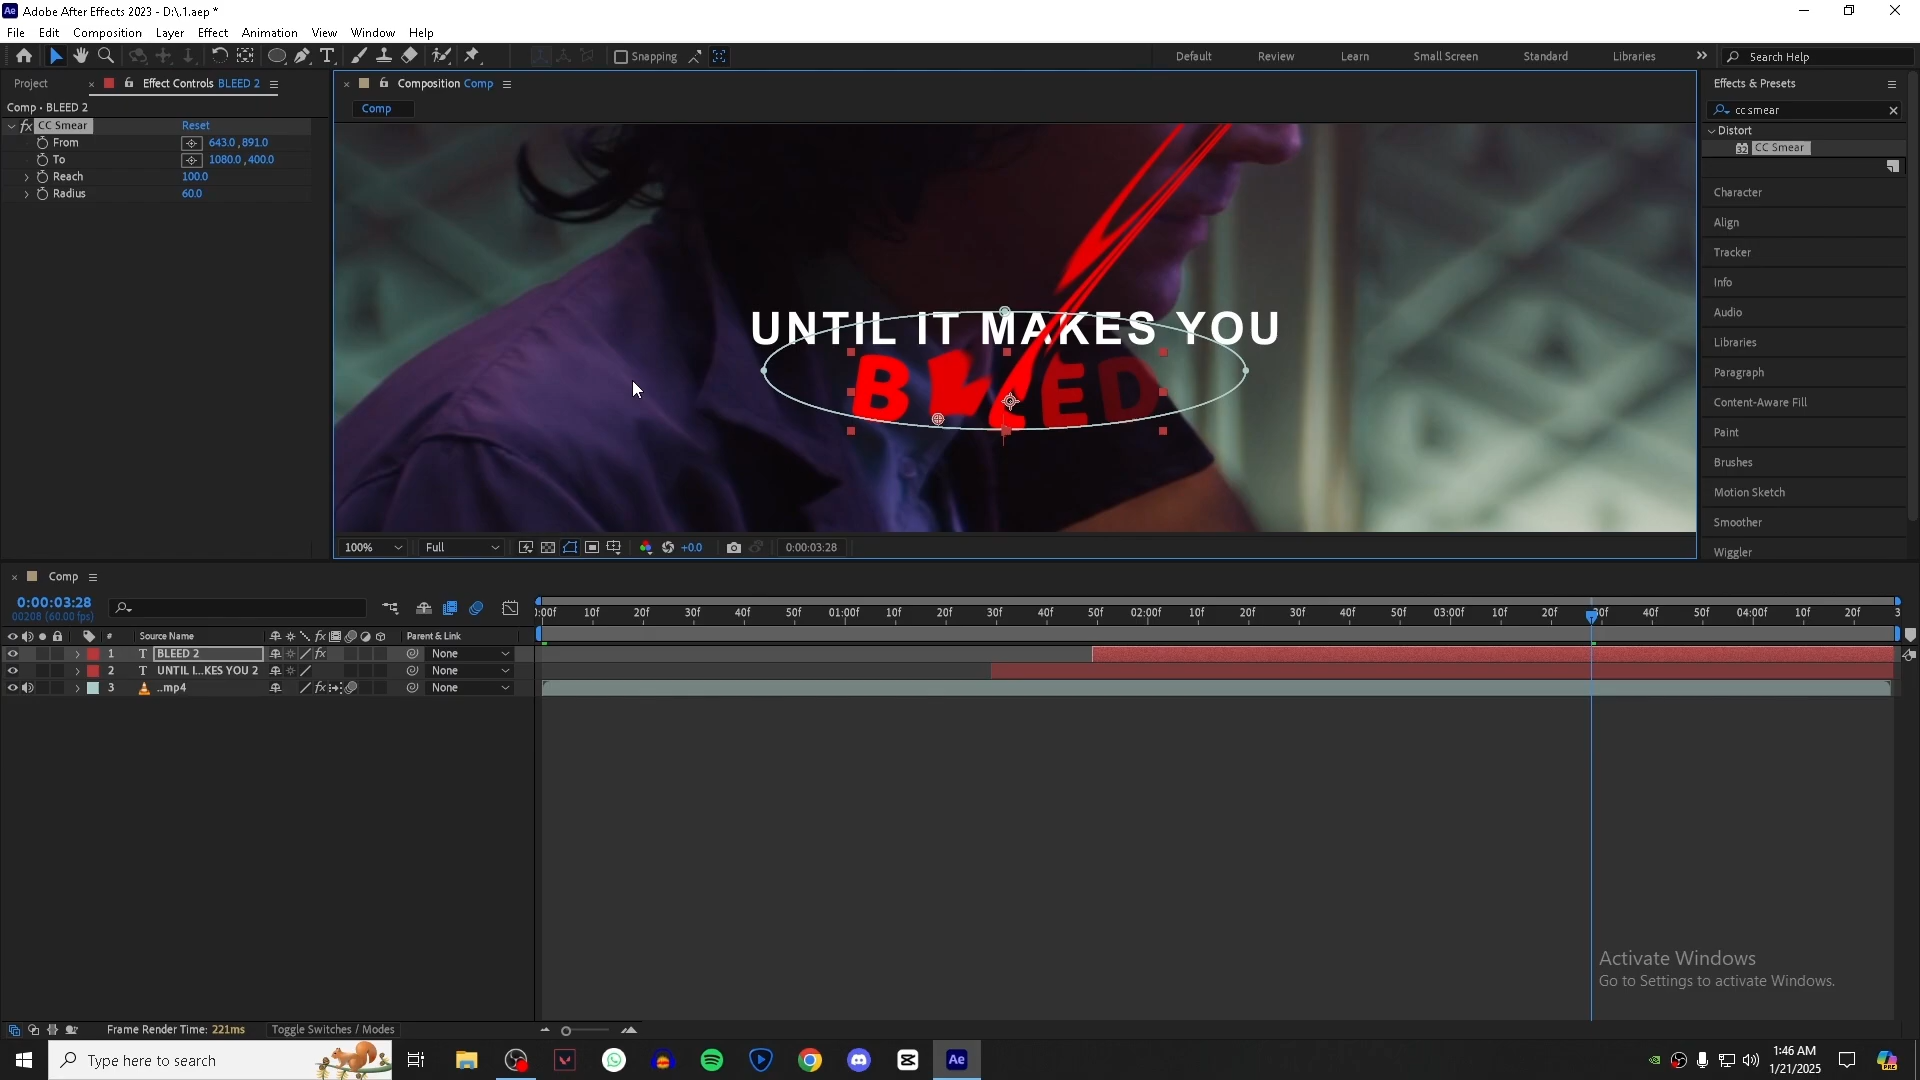 Adobe After Effects 2023 - D:\.1.aep *
File Edit Composition Layer Effect Animation View Window Help
Snapping Default Review Learn Small Screen Standard Libraries Search Help
Project Effect Controls BLEED 2
Comp • BLEED 2
fx CC Smear Reset
From 643.0 ,891.0
To 1080.0 ,400.0
Reach 100.0
Radius 60.0
Composition Comp
Comp
UNTIL IT MAKES YOU
BLEED
100% Full +0.0 0:00:03:28
Effects & Presets
cc smear
Distort
32 CC Smear
Character
Align
Tracker
Info
Audio
Libraries
Paragraph
Content-Aware Fill
Paint
Brushes
Motion Sketch
Smoother
Wiggler
Comp
0:00:03:28
00208 (60.00 fps)
):00f 10f 20f 30f 40f 50f 01:00f 10f 20f 30f 40f 50f 02:00f 10f 20f 30f 40f 50f 03:00f 10f 20f 30f 40f 50f 04:00f 10f 20f 3
# Source Name fx Parent & Link
1 T BLEED 2 fx None
2 T UNTIL I...KES YOU 2 None
3 ..mp4 fx None
Activate Windows
Go to Settings to activate Windows.
Frame Render Time: 221ms Toggle Switches / Modes
Type here to search
Ae
1:46 AM
1/21/2025
PRE